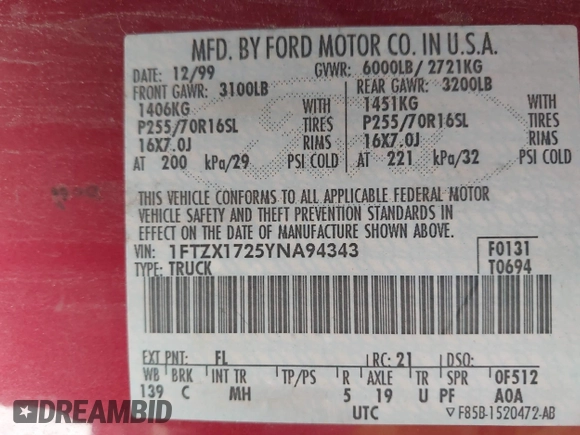 MFD. BY FORD MOTOR CO. IN U.S.A.
DATE: 12/99 GVWR: 6000LB/ 2721KG
FRONT GAWR: 3100LB REAR GAWR: 3200LB
1406KG WITH 1451KG WITH
P255/70R16SL TIRES P255/70R16SL TIRES
16X7.0J RIMS 16X7.0J RIMS
AT 200 kPa/29 PSI COLD AT 221 kPa/32 PSI COLD
THIS VEHICLE CONFORMS TO ALL APPLICABLE FEDERAL MOTOR
VEHICLE SAFETY AND THEFT PREVENTION STANDARDS IN
EFFECT ON THE DATE OF MANUFACTURE SHOWN ABOVE.
VIN: 1FTZX1725YNA94343 F0131
TYPE: TRUCK T0694
EXT PNT: FL RC: 21 DSO:
WB BRK INT TR TP/PS R AXLE TR SPR 0F512
139 C MH 5 19 U PF A0A
UTC ▽F85B-1520472-AB
DEALERS ACCESS